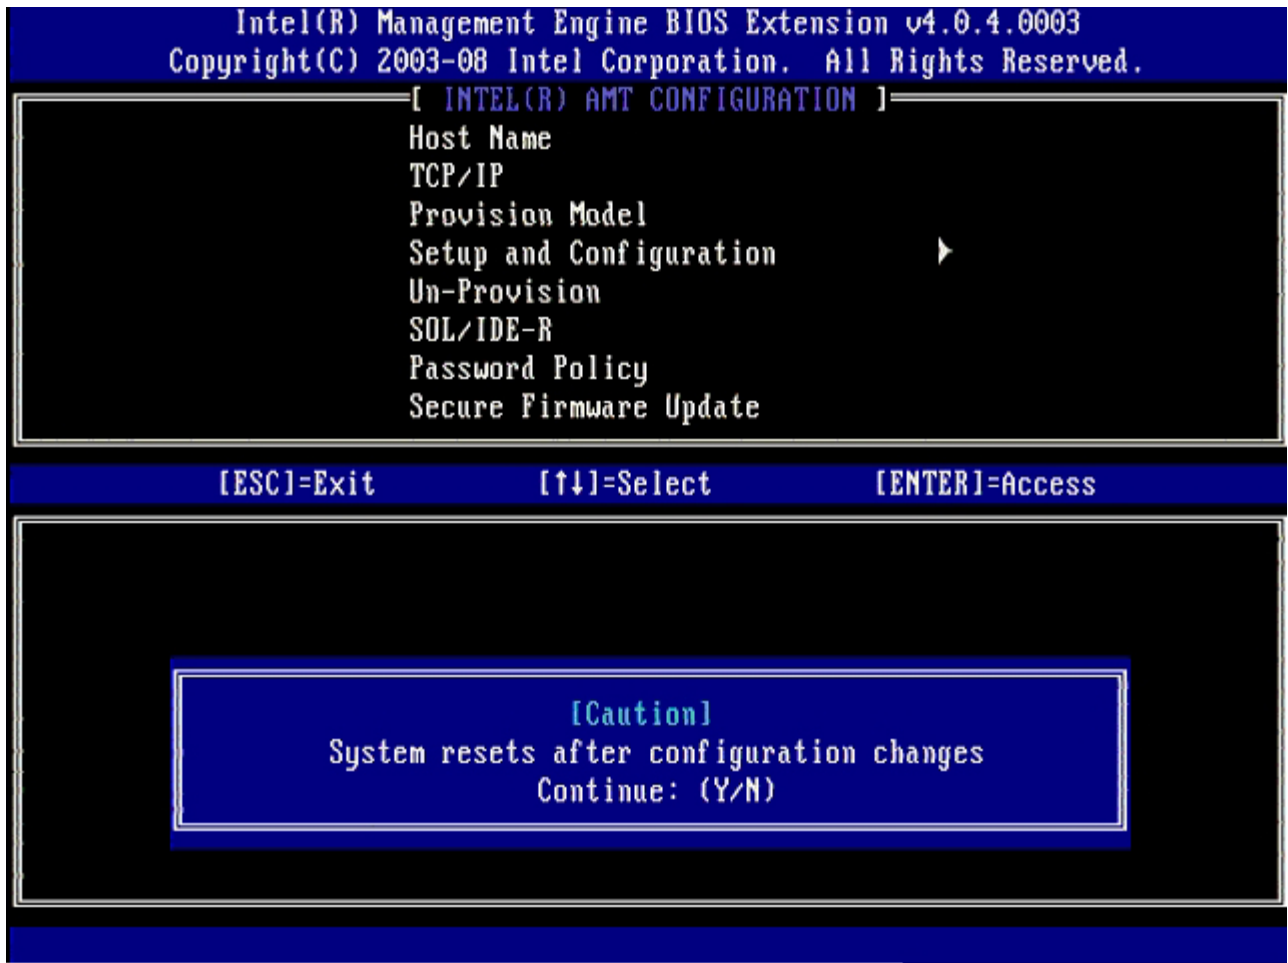 Intel(R) Management Engine BIOS Extension v4.0.4.0003
Copyright(C) 2003-08 Intel Corporation. All Rights Reserved.
[ INTEL(R) AMT CONFIGURATION ]
Host Name
TCP/IP
Provision Model
Setup and Configuration
Un-Provision
SOL/IDE-R
Password Policy
Secure Firmware Update
[ESC]=Exit [↑↓]=Select [ENTER]=Access
[Caution]
System resets after configuration changes
Continue: (Y/N)